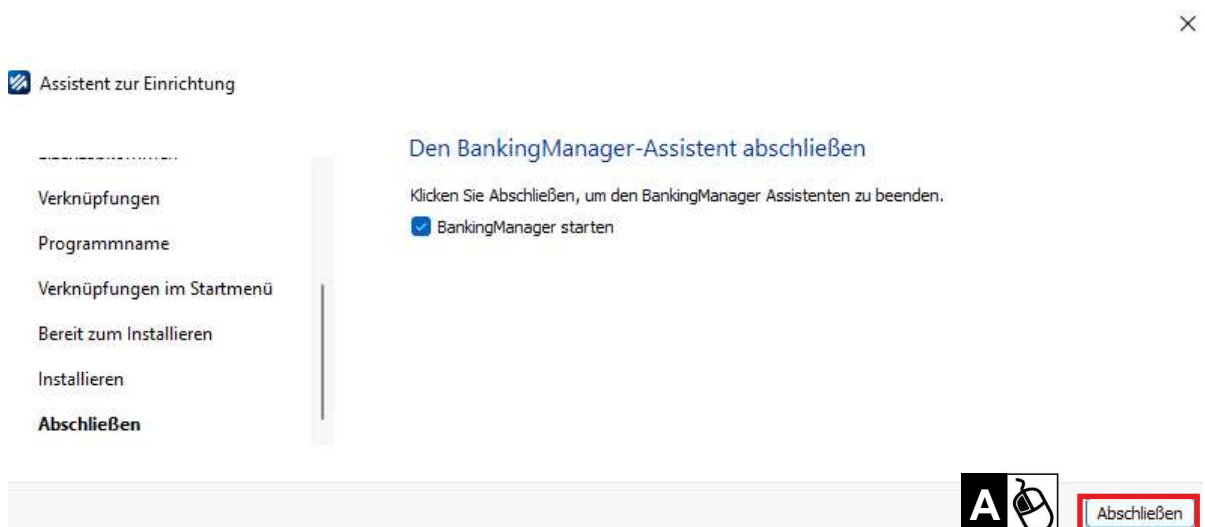 Assistent zur Einrichtung
Verknüpfungen
Programmname
Verknüpfungen im Startmenü
Bereit zum Installieren
Installieren
Abschließen
Den BankingManager-Assistent abschließen
Klicken Sie Abschließen, um den BankingManager Assistenten zu beenden.
BankingManager starten
A
Abschließen